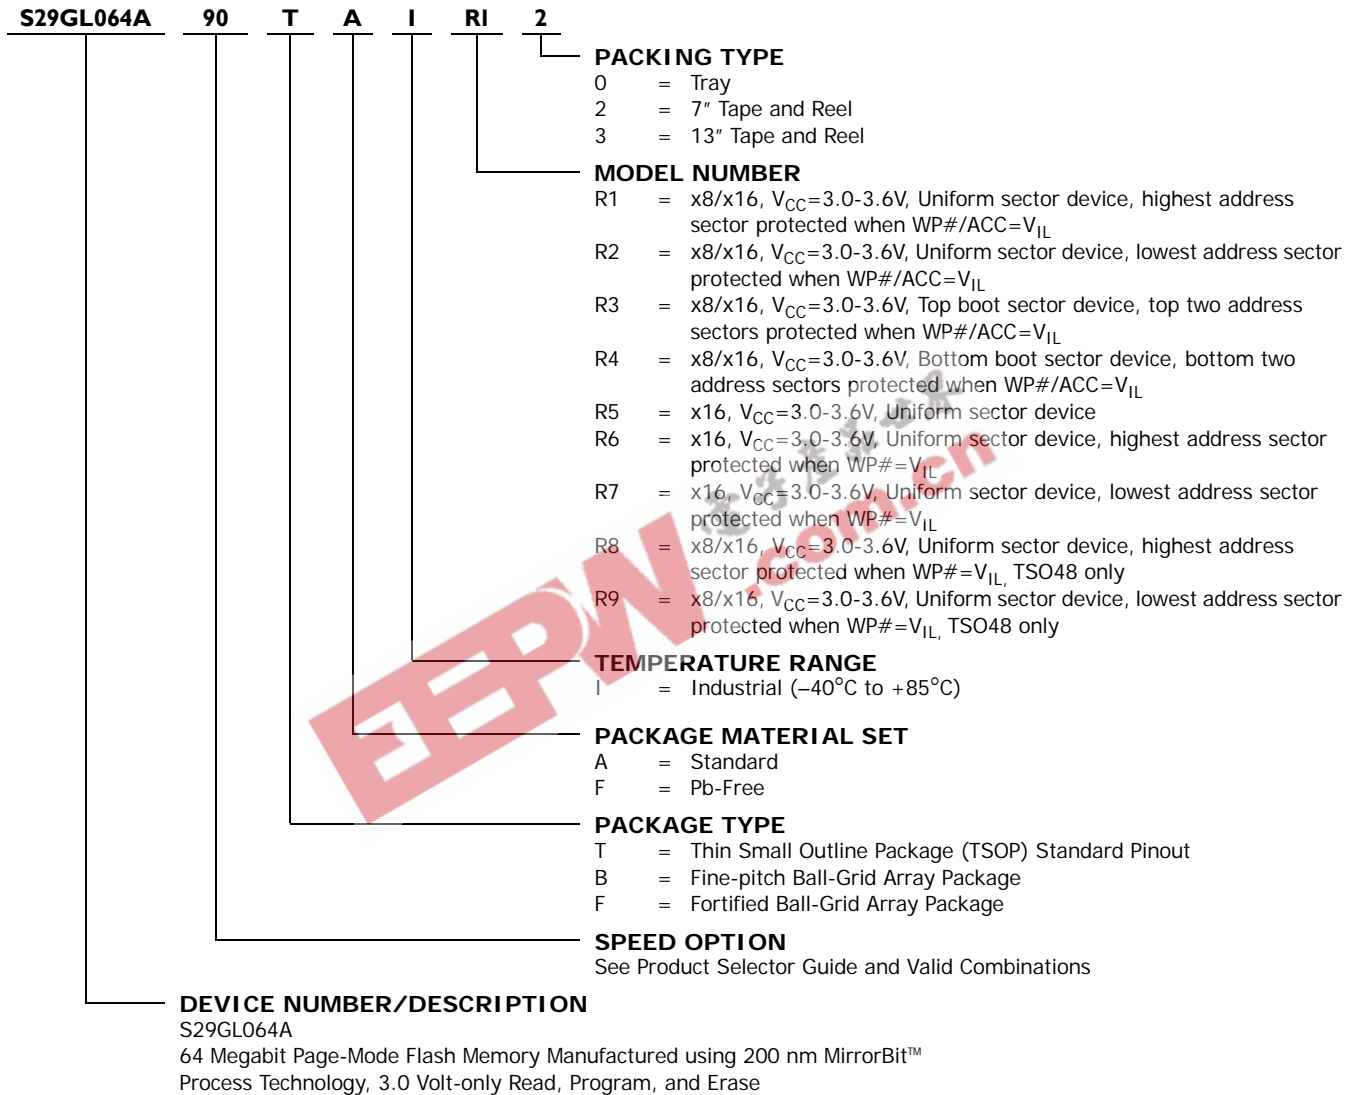 S29GL064A 90 T A I R1 2
PACKING TYPE
0 = Tray
2 = 7″ Tape and Reel
3 = 13″ Tape and Reel
MODEL NUMBER
R1 = x8/x16, VCC=3.0-3.6V, Uniform sector device, highest address
sector protected when WP#/ACC=VIL
R2 = x8/x16, VCC=3.0-3.6V, Uniform sector device, lowest address sector
protected when WP#/ACC=VIL
R3 = x8/x16, VCC=3.0-3.6V, Top boot sector device, top two address
sectors protected when WP#/ACC=VIL
R4 = x8/x16, VCC=3.0-3.6V, Bottom boot sector device, bottom two
address sectors protected when WP#/ACC=VIL
R5 = x16, VCC=3.0-3.6V, Uniform sector device
R6 = x16, VCC=3.0-3.6V, Uniform sector device, highest address sector
protected when WP#=VIL
R7 = x16, VCC=3.0-3.6V, Uniform sector device, lowest address sector
protected when WP#=VIL
R8 = x8/x16, VCC=3.0-3.6V, Uniform sector device, highest address
sector protected when WP#=VIL, TSO48 only
R9 = x8/x16, VCC=3.0-3.6V, Uniform sector device, lowest address sector
protected when WP#=VIL, TSO48 only
TEMPERATURE RANGE
I = Industrial (–40°C to +85°C)
PACKAGE MATERIAL SET
A = Standard
F = Pb-Free
PACKAGE TYPE
T = Thin Small Outline Package (TSOP) Standard Pinout
B = Fine-pitch Ball-Grid Array Package
F = Fortified Ball-Grid Array Package
SPEED OPTION
See Product Selector Guide and Valid Combinations
DEVICE NUMBER/DESCRIPTION
S29GL064A
64 Megabit Page-Mode Flash Memory Manufactured using 200 nm MirrorBit™
Process Technology, 3.0 Volt-only Read, Program, and Erase
EEPW .com.cn
電子產品世界